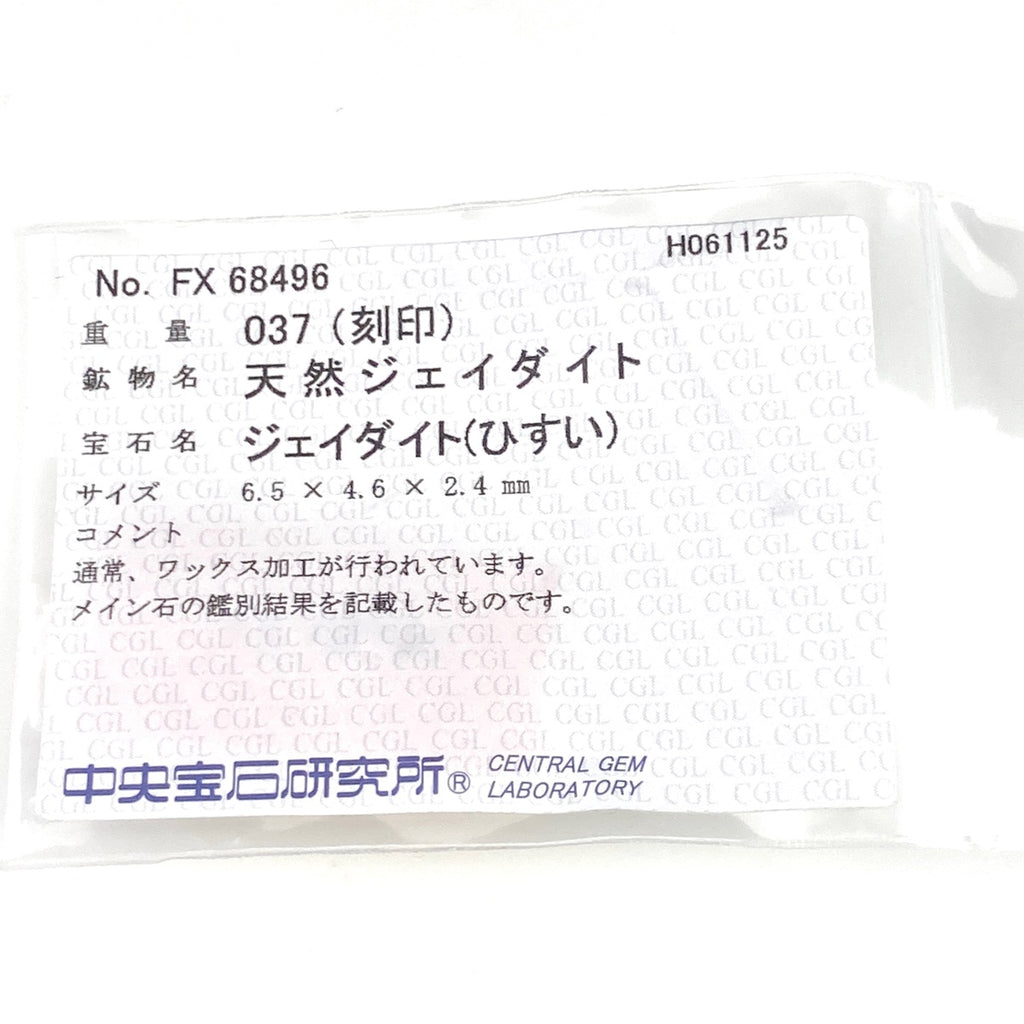 H061125
No. FX 68496
重量 037 (刻印)
鉱物名 天然ジェイダイト
宝石名 ジェイダイト(ひすい)
サイズ 6.5 × 4.6 × 2.4 mm
コメント
通常、ワックス加工が行われています。
メイン石の鑑別結果を記載したものです。
中央宝石研究所® CENTRAL GEM
LABORATORY